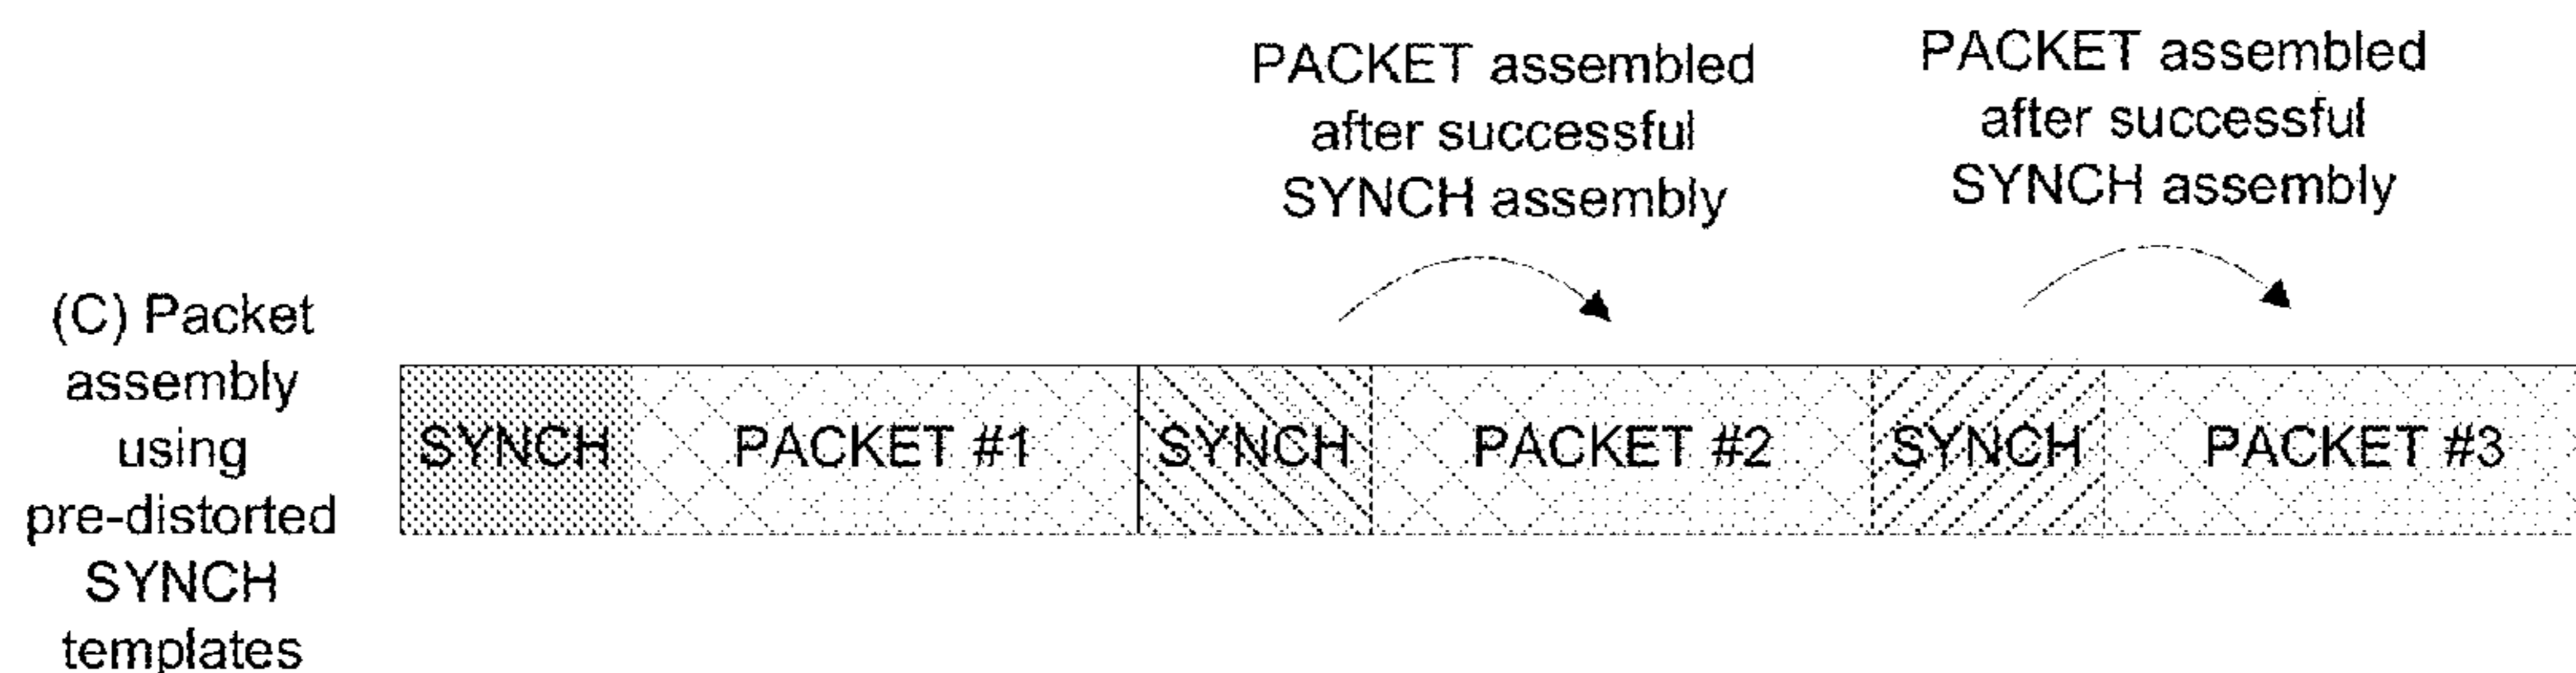 PACKET assembled
after successful
SYNCH assembly
PACKET assembled
after successful
SYNCH assembly
(C) Packet
assembly
using
pre-distorted
SYNCH
templates
SYNCH PACKET #1 SYNCH PACKET #2 SYNCH PACKET #3